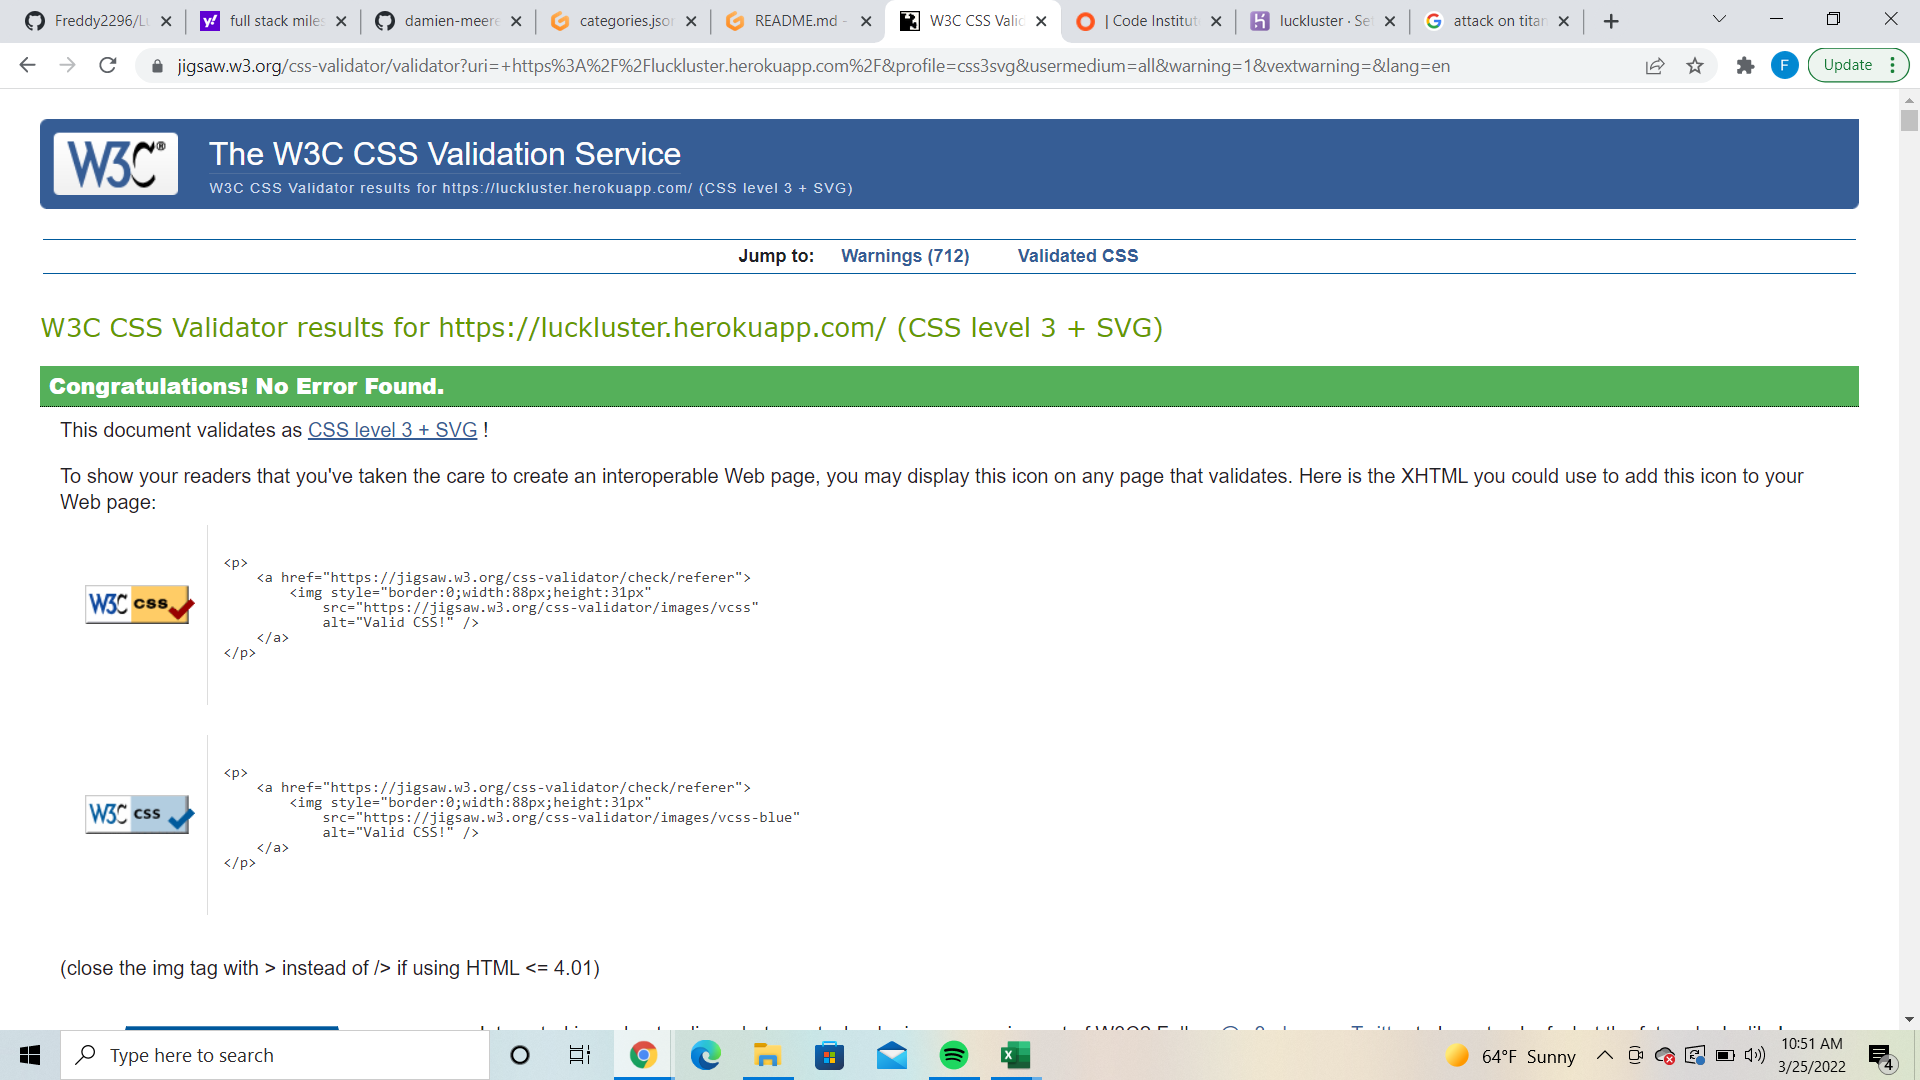 Freddy2296/L
full stack miles
damien-meere
categories.json
README.md -
W3C CSS Valid
| Code Institut
luckluster · Set
attack on titan
jigsaw.w3.org/css-validator/validator?uri=+https%3A%2F%2Fluckluster.herokuapp.com%2F&profile=css3svg&usermedium=all&warning=1&vextwarning=&lang=en
F
Update
W3C®
The W3C CSS Validation Service
W3C CSS Validator results for https://luckluster.herokuapp.com/ (CSS level 3 + SVG)
Jump to: Warnings (712) Validated CSS
W3C CSS Validator results for https://luckluster.herokuapp.com/ (CSS level 3 + SVG)
Congratulations! No Error Found.
This document validates as CSS level 3 + SVG !
To show your readers that you've taken the care to create an interoperable Web page, you may display this icon on any page that validates. Here is the XHTML you could use to add this icon to your
Web page:
W3C css
<p>
<a href="https://jigsaw.w3.org/css-validator/check/referer">
<img style="border:0;width:88px;height:31px"
src="https://jigsaw.w3.org/css-validator/images/vcss"
alt="Valid CSS!" />
</a>
</p>
W3C css
<p>
<a href="https://jigsaw.w3.org/css-validator/check/referer">
<img style="border:0;width:88px;height:31px"
src="https://jigsaw.w3.org/css-validator/images/vcss-blue"
alt="Valid CSS!" />
</a>
</p>
(close the img tag with > instead of /> if using HTML <= 4.01)
Type here to search
64°F Sunny
10:51 AM
3/25/2022
4